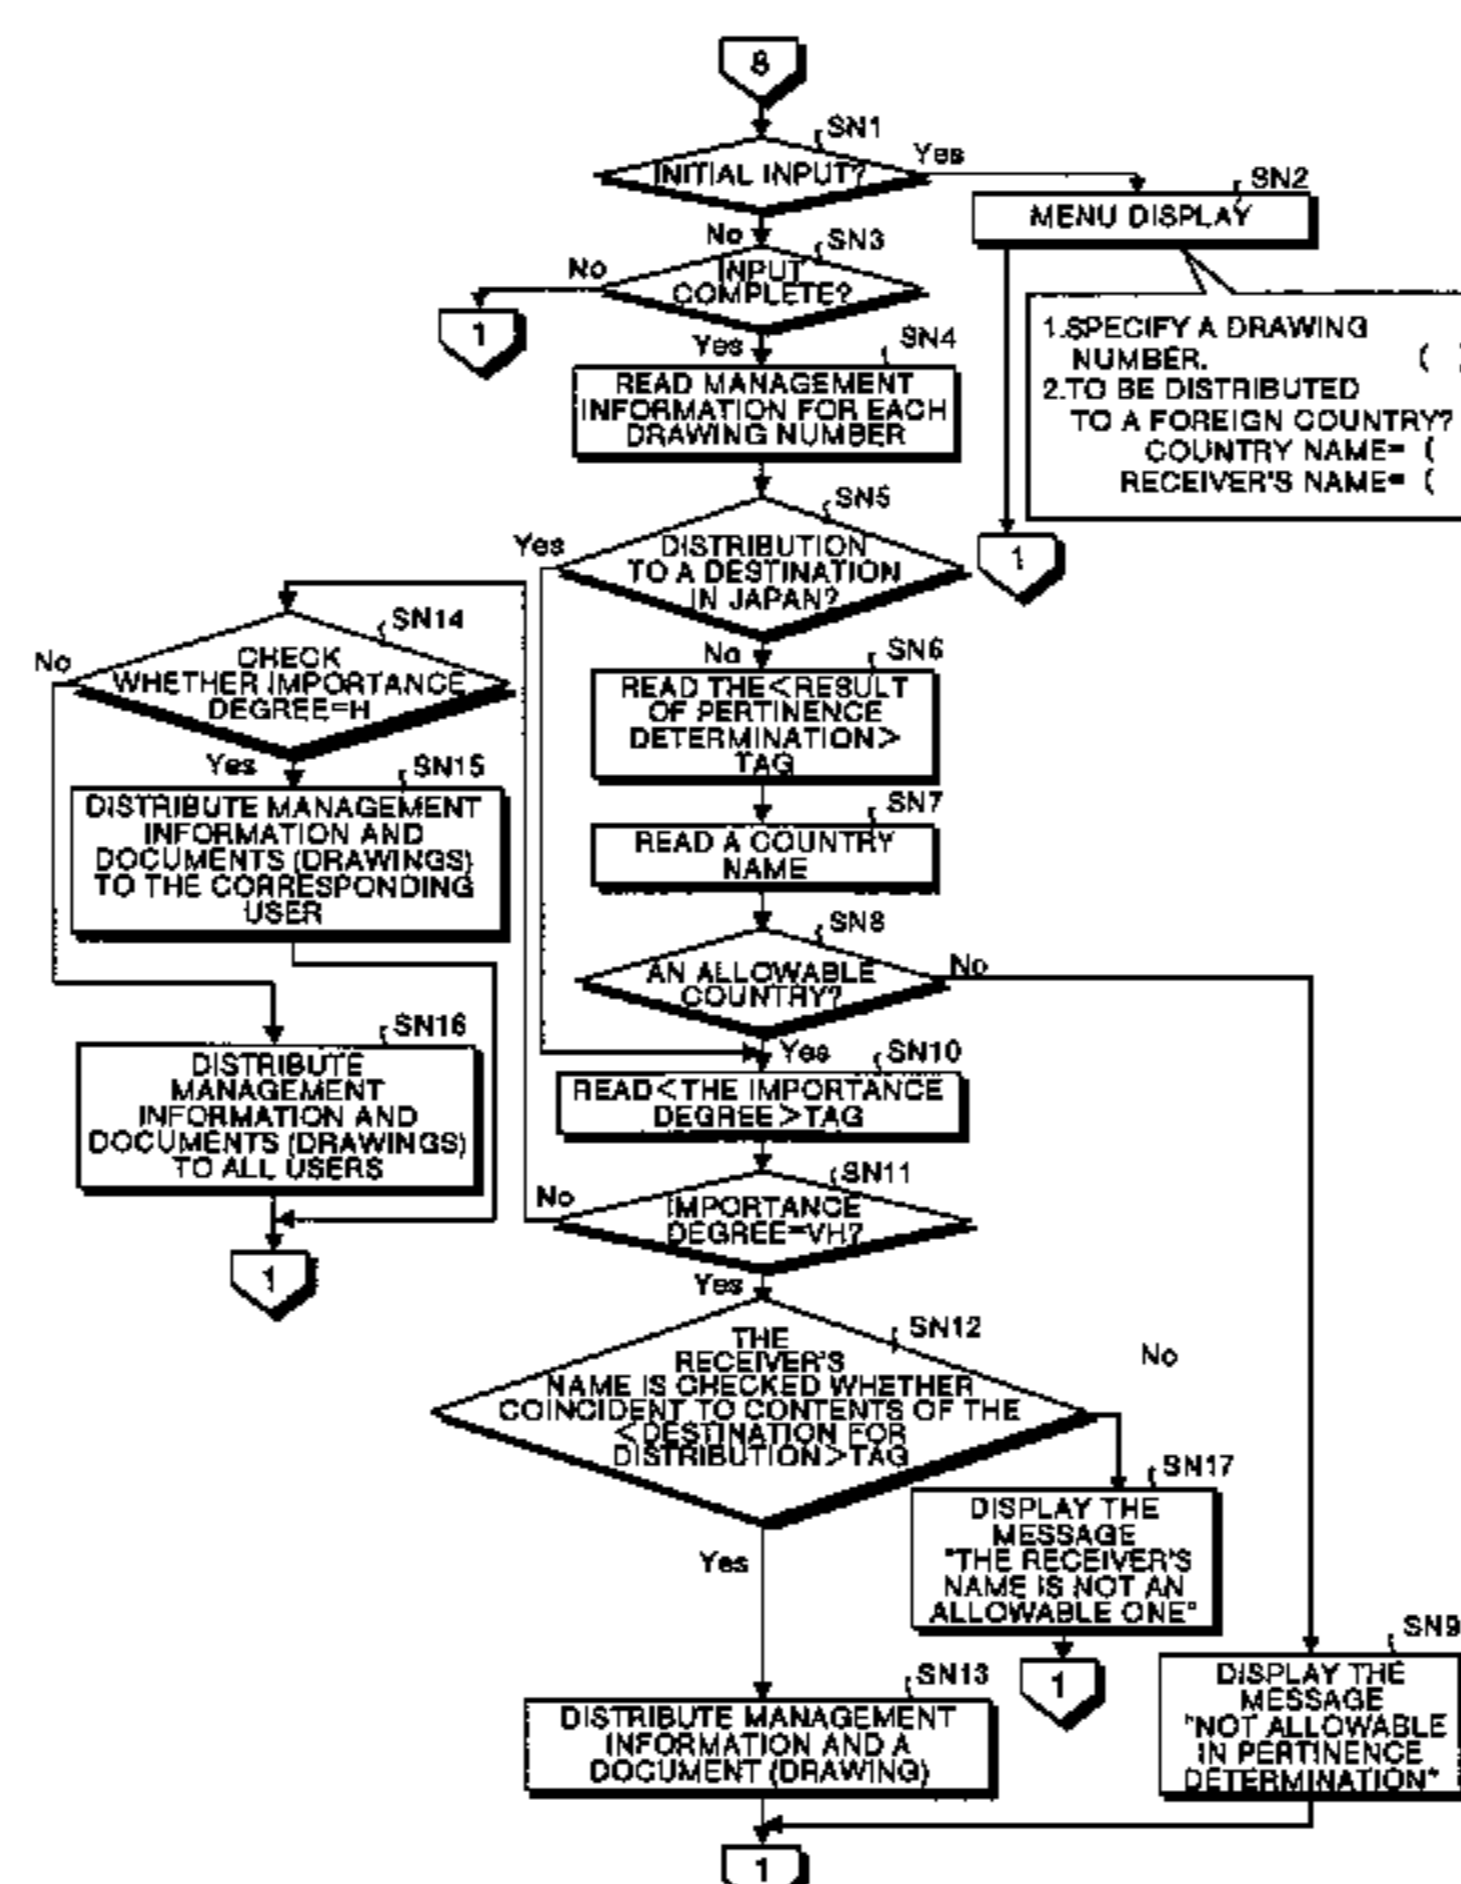 8
SN1
INITIAL INPUT?
Yes
SN2
MENU DISPLAY
No
SN3
INPUT
COMPLETE?
No
1
1.SPECIFY A DRAWING
NUMBER. (
2.TO BE DISTRIBUTED
TO A FOREIGN COUNTRY?
COUNTRY NAME= (
RECEIVER'S NAME= (
1
Yes
SN4
READ MANAGEMENT
INFORMATION FOR EACH
DRAWING NUMBER
SN5
DISTRIBUTION
TO A DESTINATION
IN JAPAN?
Yes
No
SN6
READ THE<RESULT
OF PERTINENCE
DETERMINATION>
TAG
SN7
READ A COUNTRY
NAME
SN8
AN ALLOWABLE
COUNTRY?
No
Yes
SN10
READ<THE IMPORTANCE
DEGREE>TAG
SN11
IMPORTANCE
DEGREE=VH?
No
Yes
SN14
CHECK
WHETHER IMPORTANCE
DEGREE=H
No
Yes
SN15
DISTRIBUTE MANAGEMENT
INFORMATION AND
DOCUMENTS (DRAWINGS)
TO THE CORRESPONDING
USER
SN16
DISTRIBUTE
MANAGEMENT
INFORMATION AND
DOCUMENTS (DRAWINGS)
TO ALL USERS
1
SN12
THE
RECEIVER'S
NAME IS CHECKED WHETHER
COINCIDENT TO CONTENTS OF THE
<DESTINATION FOR
DISTRIBUTION>TAG
No
Yes
SN17
DISPLAY THE
MESSAGE
"THE RECEIVER'S
NAME IS NOT AN
ALLOWABLE ONE"
1
SN9
DISPLAY THE
MESSAGE
"NOT ALLOWABLE
IN PERTINENCE
DETERMINATION"
SN13
DISTRIBUTE MANAGEMENT
INFORMATION AND A
DOCUMENT (DRAWING)
1